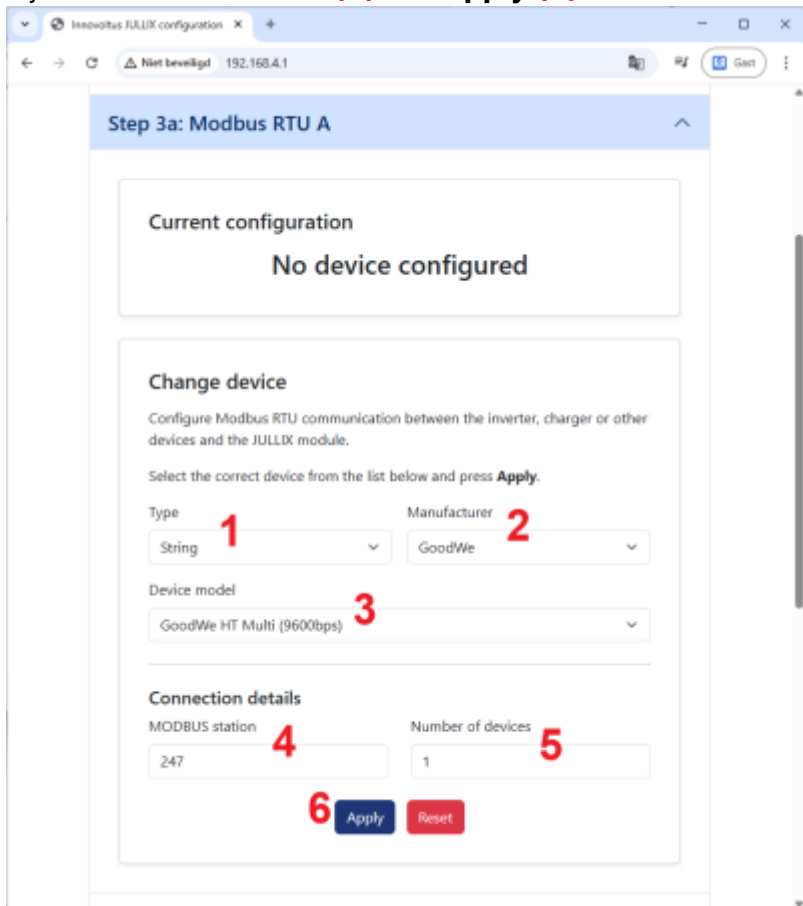 Apply
Innovoltus JULLIX configuration
Niet beveiligd 192.168.4.1
Gast
Step 3a: Modbus RTU A
Current configuration
No device configured
Change device
Configure Modbus RTU communication between the inverter, charger or other
devices and the JULLIX module.
Select the correct device from the list below and press Apply.
Type Manufacturer
1 2
String GoodWe
Device model
3
GoodWe HT Multi (9600bps)
Connection details
MODBUS station Number of devices
4 5
247 1
6 Apply Reset